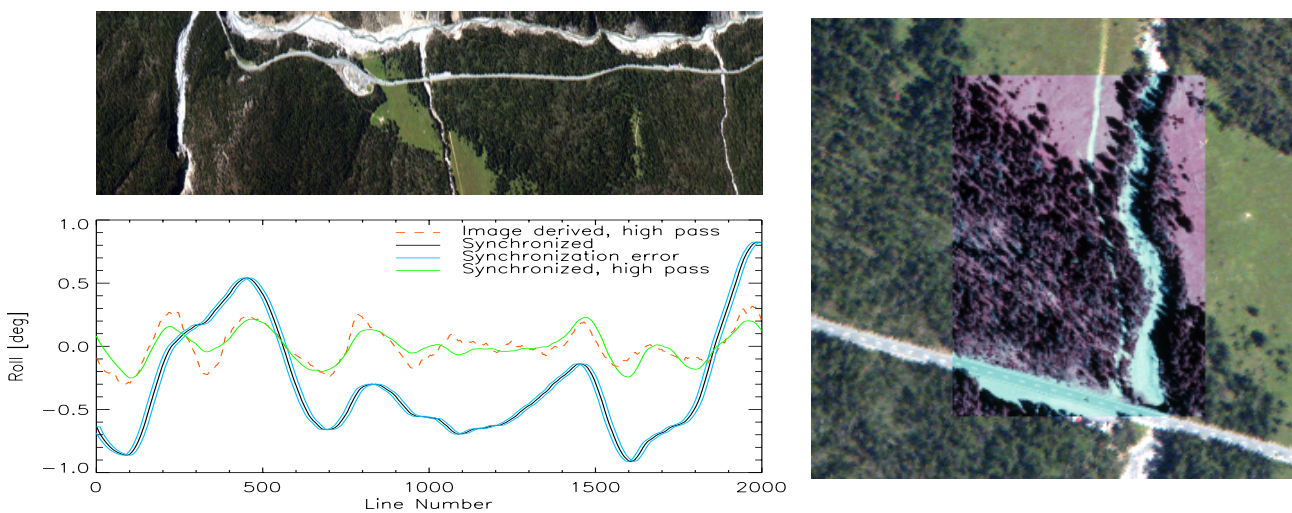 1.0
0.5
0.0
−0.5
−1.0
Roll [deg]
Image derived, high pass
Synchronized
Synchronization error
Synchronized, high pass
0 500 1000 1500 2000
Line Number